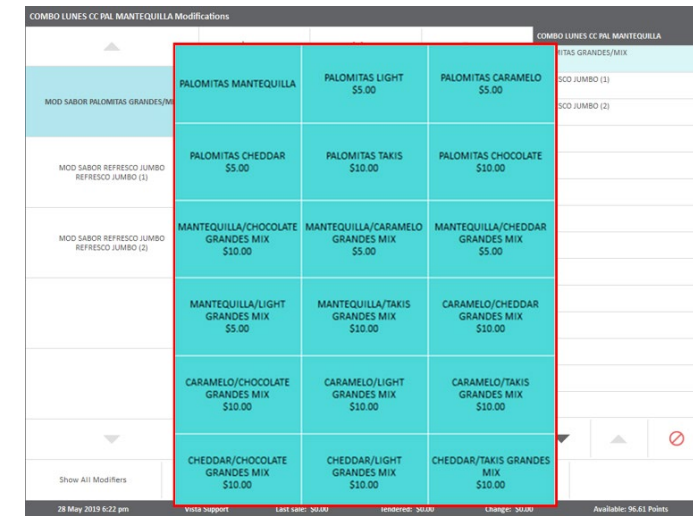 COMBO LUNES CC PAL MANTEQUILLA Modifications
COMBO LUNES CC PAL MANTEQUILLA
MOD SABOR PALOMITAS GRANDES/
MOD SABOR REFRESCO JUMBO
REFRESCO JUMBO (1)
MOD SABOR REFRESCO JUMBO
REFRESCO JUMBO (2)
PALOMITAS MANTEQUILLA
PALOMITAS LIGHT
$5.00
PALOMITAS CARAMELO
$5.00
PALOMITAS CHEDDAR
$5.00
PALOMITAS TAKIS
$10.00
PALOMITAS CHOCOLATE
$10.00
MANTEQUILLA/CHOCOLATE
GRANDES MIX
$10.00
MANTEQUILLA/CARAMELO
GRANDES MIX
$5.00
MANTEQUILLA/CHEDDAR
GRANDES MIX
$5.00
MANTEQUILLA/LIGHT
GRANDES MIX
$5.00
MANTEQUILLA/TAKIS
GRANDES MIX
$10.00
CARAMELO/CHEDDAR
GRANDES MIX
$10.00
CARAMELO/CHOCOLATE
GRANDES MIX
$10.00
CARAMELO/LIGHT
GRANDES MIX
$10.00
CARAMELO/TAKIS
GRANDES MIX
$10.00
CHEDDAR/CHOCOLATE
GRANDES MIX
$10.00
CHEDDAR/LIGHT
GRANDES MIX
$10.00
CHEDDAR/TAKIS GRANDES
MIX
$10.00
GRANDES/MIX
JUMBO (1)
JUMBO (2)
Show All Modifiers
28 May 2019 6:22 pm
Vista Support
Last sale: $0.00
Tendered: $0.00
Change: $0.00
Available: 96.61 Points